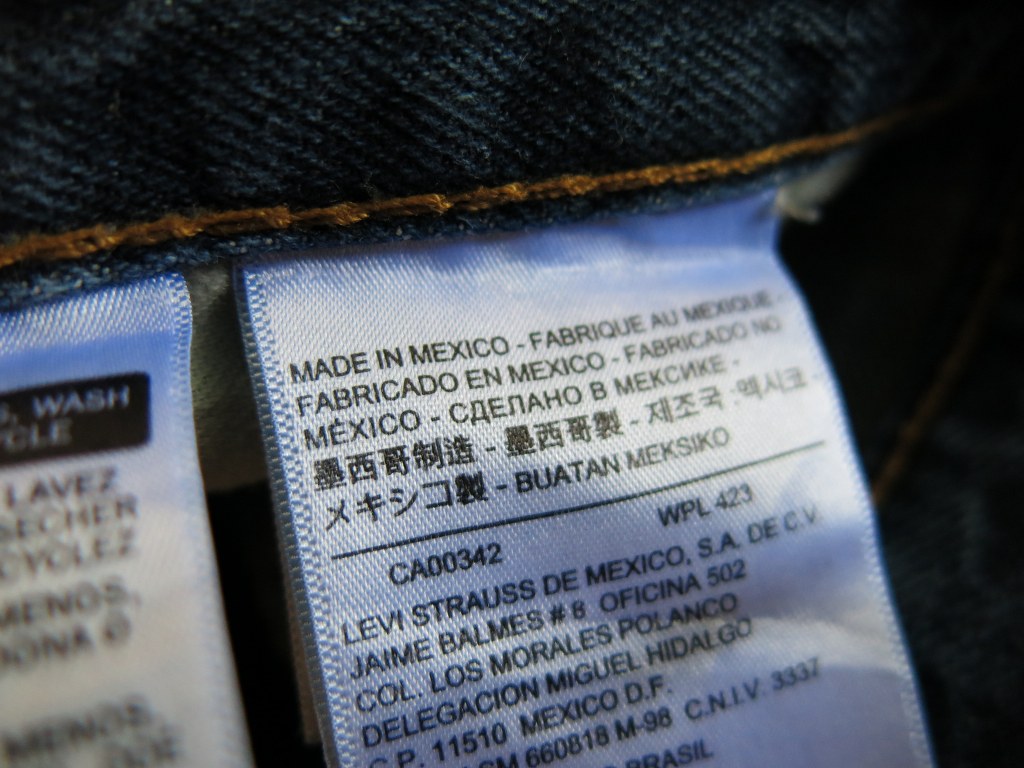 WASH
LAVEZ
MENOS,
MENOS,
MADE IN MEXICO - FABRIQUE AU MEXIQUE -
FABRICADO EN MEXICO - FABRICADO NO
MÉXICO - СДЕЛАНО В МЕКСИКЕ -
墨西哥制造 - 墨西哥製 - 제조국 :멕시코 -
メキシコ製 - BUATAN MEKSIKO
CA00342 WPL 423
LEVI STRAUSS DE MEXICO, S.A. DE C.V.
JAIME BALMES # 8 OFICINA 502
COL. LOS MORALES POLANCO
DELEGACION MIGUEL HIDALGO
C.P. 11510 MEXICO D.F.
660818 M-98 C.N.I.V. 3337
BRASIL